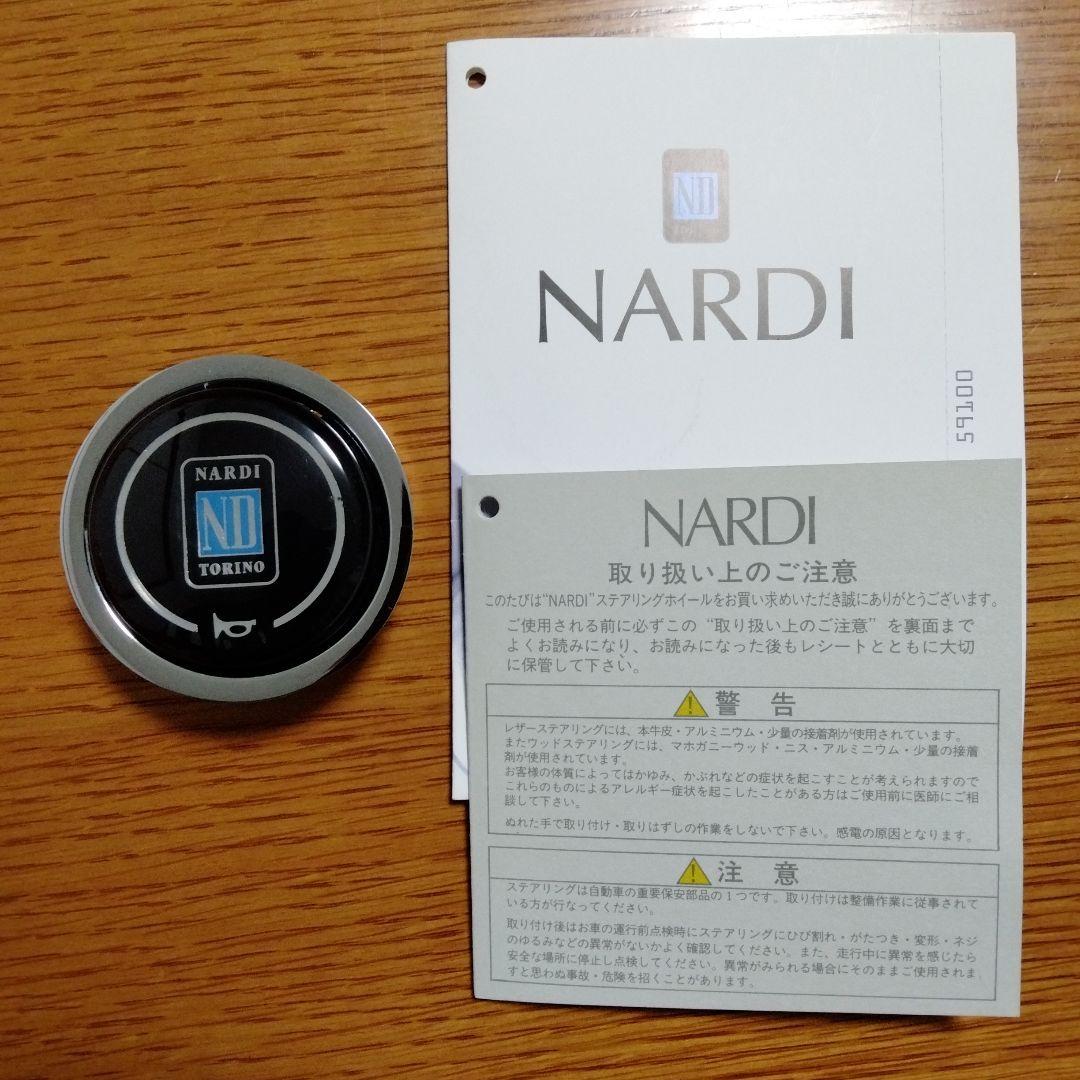 ND
NARDI
59100
NARDI
ND
TORINO
NARDI
取り扱い上のご注意
このたびは“NARDI”ステアリングホイールをお買い求めいただき誠にありがとうございます。
ご使用される前に必ずこの“取り扱い上のご注意”を裏面まで
よくお読みになり、お読みになった後もレシートとともに大切
に保管して下さい。
警 告
レザーステアリングには、本牛皮・アルミニウム・少量の接着剤が使用されています。
またウッドステアリングには、マホガニーウッド・ニス・アルミニウム・少量の接着
剤が使用されています。
お客様の体質によってはかゆみ、かぶれなどの症状を起こすことが考えられますので
これらのものによるアレルギー症状を起こしたことがある方はご使用前に医師にご相
談して下さい。
ぬれた手で取り付け・取りはずしの作業をしないで下さい。感電の原因となります。
注 意
ステアリングは自動車の重要保安部品の1つです。取り付けは整備作業に従事されて
いる方が行なってください。
取り付け後はお車の運行前点検時にステアリングにひび割れ・がたつき・変形・ネジ
のゆるみなどの異常がないかよく確認してください。また、走行中に異常を感じたら
安全な場所に停止し点検してください。異常がみられる場合にそのままご使用されま
すと思わぬ事故・危険を招くことがあります。